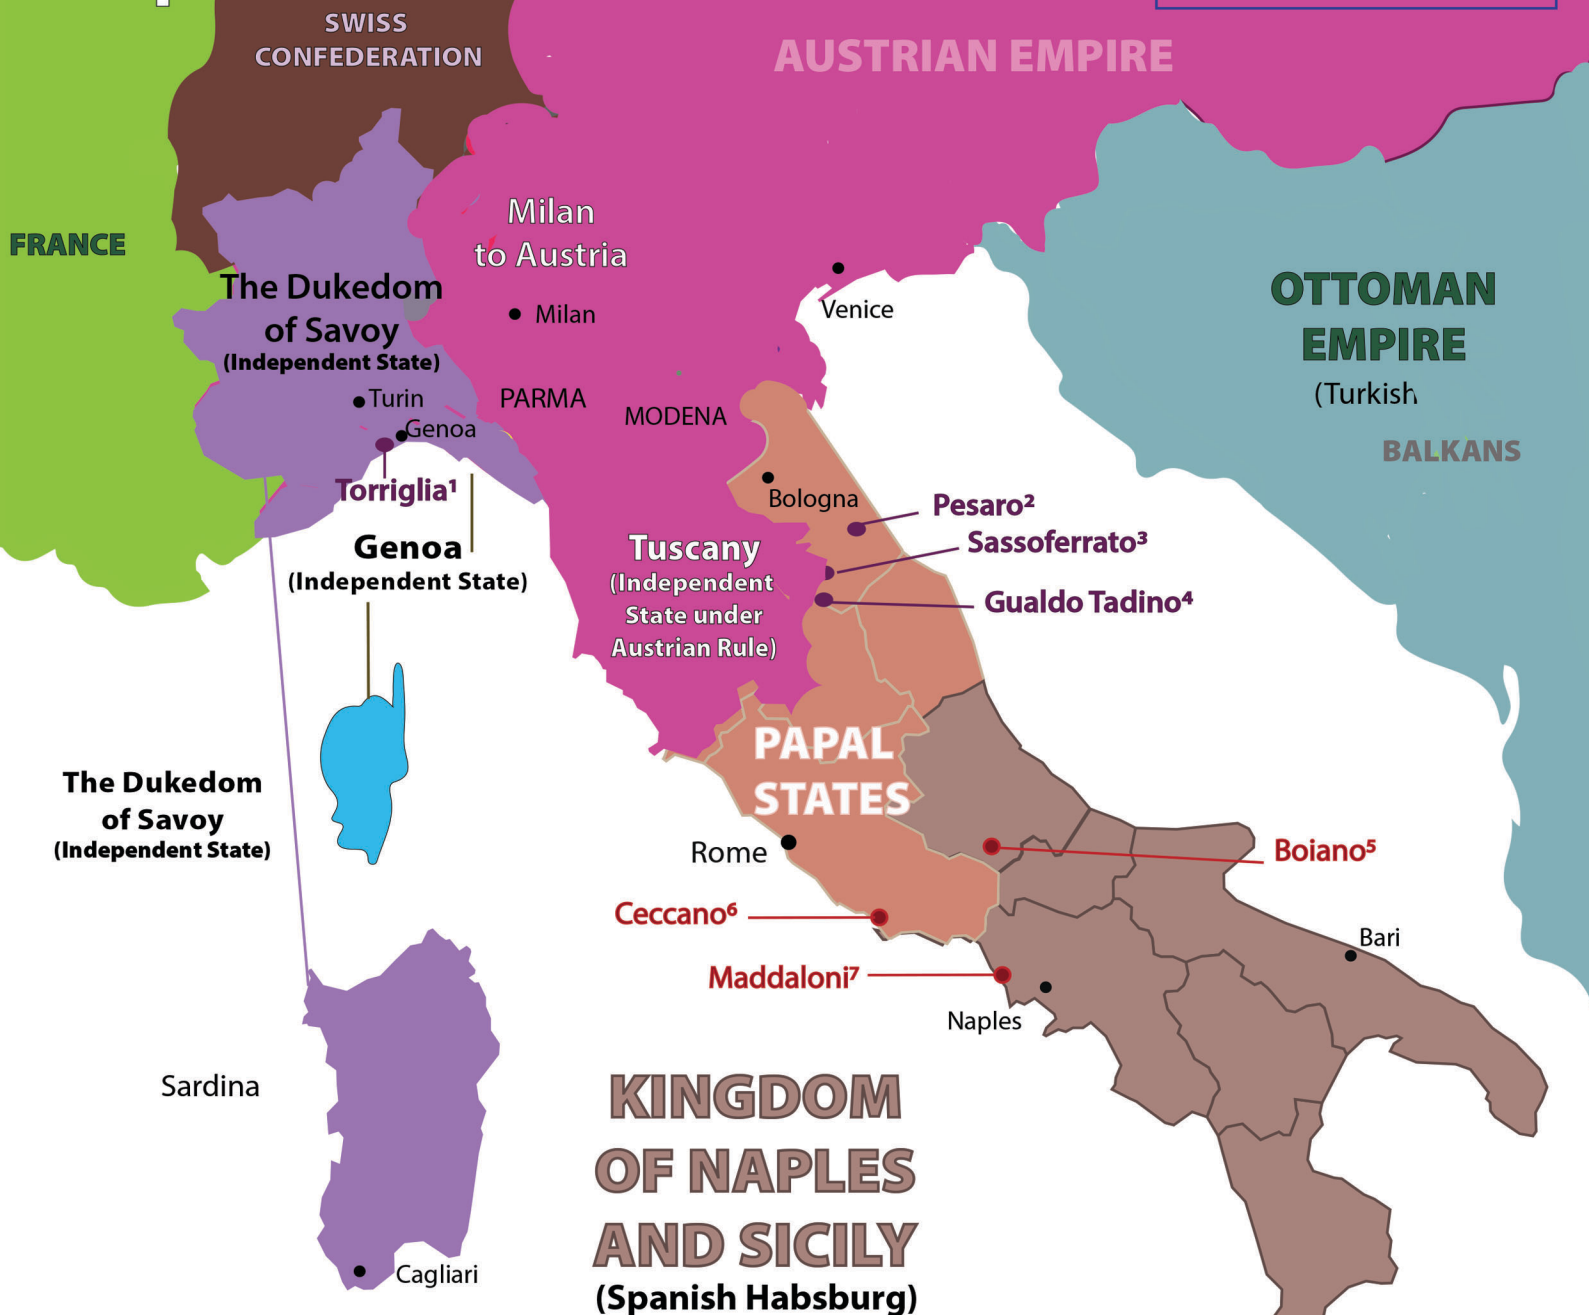 SWISS
CONFEDERATION
AUSTRIAN EMPIRE
FRANCE
Milan
to Austria
The Dukedom
of Savoy
(Independent State)
Milan
Venice
OTTOMAN
EMPIRE
(Turkish
BALKANS
Turin
Genoa
PARMA
MODENA
Torriglia¹
Bologna
Pesaro²
Sassoferrato³
Gualdo Tadino⁴
Genoa
(Independent State)
Tuscany
(Independent
State under
Austrian Rule)
PAPAL
STATES
The Dukedom
of Savoy
(Independent State)
Rome
Boiano⁵
Ceccano⁶
Bari
Maddaloni⁷
Naples
Sardina
KINGDOM
OF NAPLES
AND SICILY
(Spanish Habsburg)
Cagliari